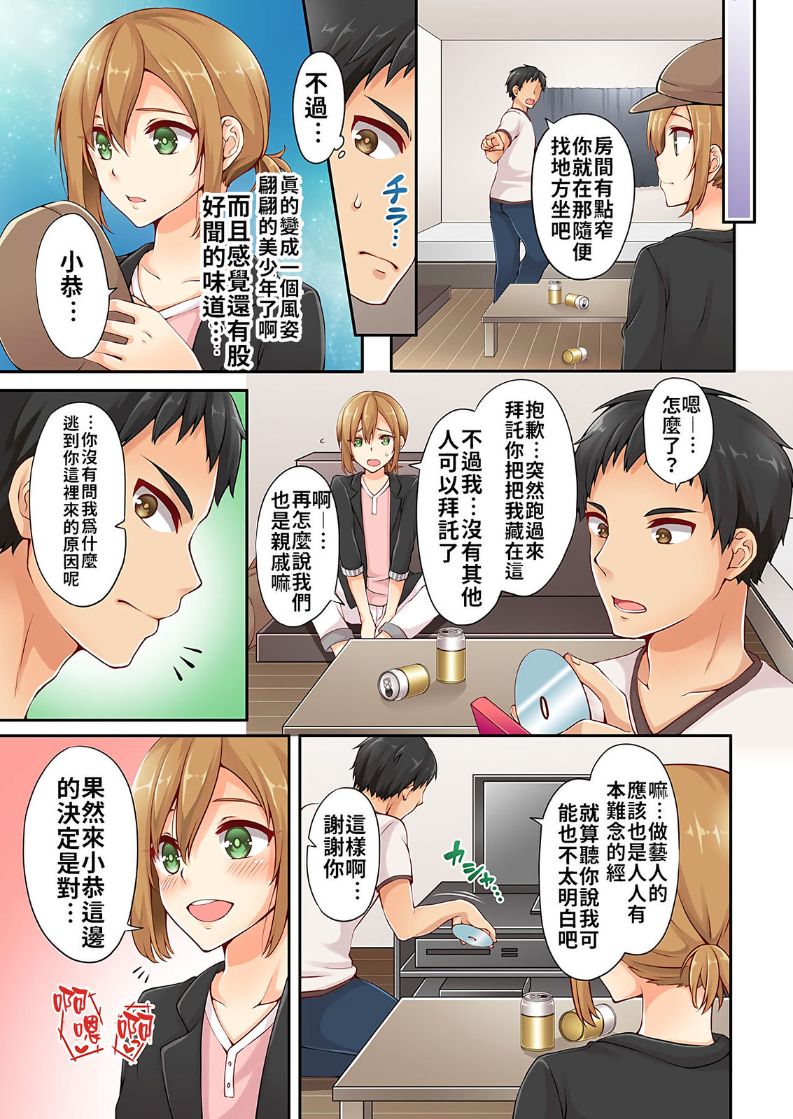 房間有點窄
你就在那隨便
找地方坐吧
不過…
チラ…
真的變成一個風姿
翩翩的美少年了啊
而且感覺還有股
好聞的味道……
小恭…
嗯—…
怎麼了？
抱歉…突然跑過來
拜託你把把我藏在這
不過我…沒有其他
人可以拜託了
啊—…
再怎麼說我們
也是親戚嘛
…你沒有問我為什麼
逃到你這裡來的原因呢
嘛…做藝人的
應該也是人人有
本難念的經
就算聽你說我可
能也不太明白吧
カシャ…
這樣啊…
謝謝你
果然來小恭這邊
的決定是對…
啊
嗯
啊